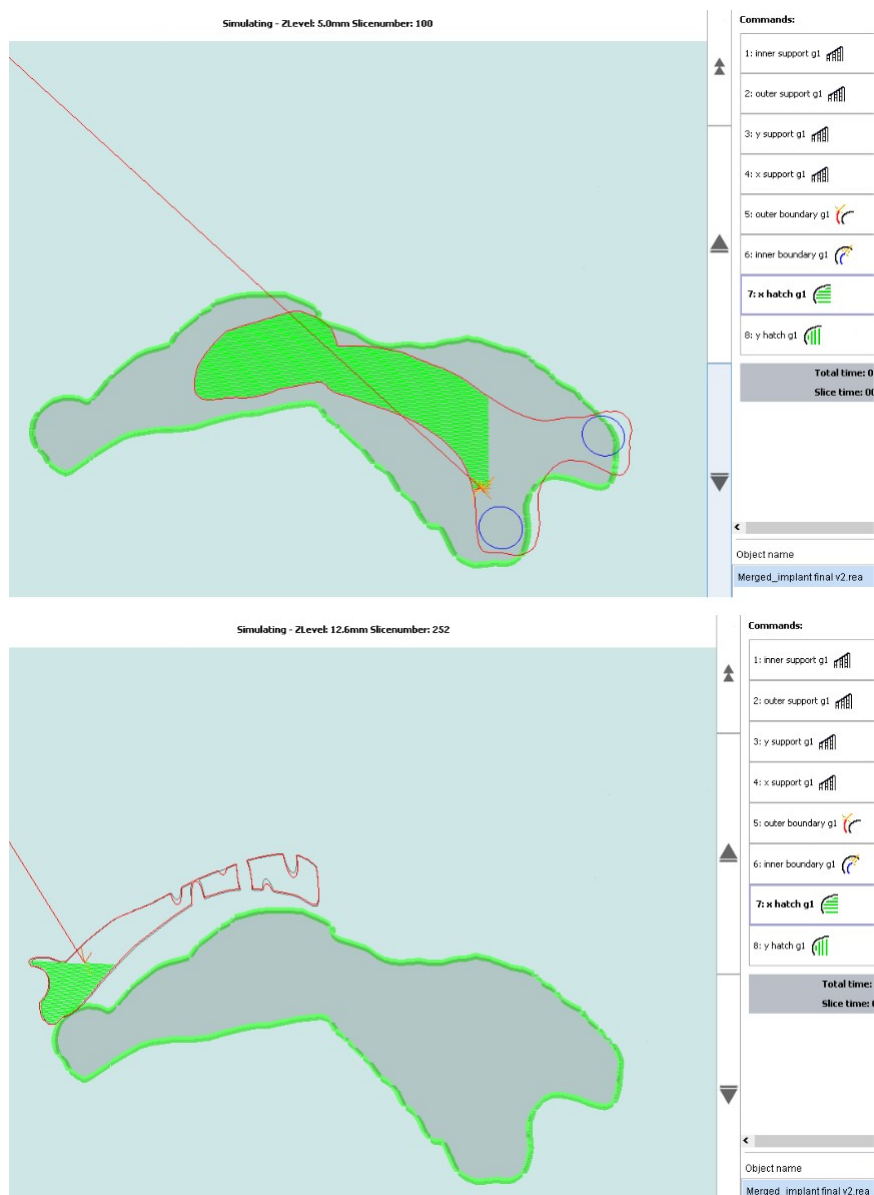 Simulating - ZLevel: 5.0mm Slicenumber: 100
Commands:
1: inner support g1
2: outer support g1
3: y support g1
4: x support g1
5: outer boundary g1
6: inner boundary g1
7: x hatch g1
8: y hatch g1
Total time: 0
Slice time: 00
Object name
Merged_implant final v2.rea
Simulating - ZLevel: 12.6mm Slicenumber: 252
Commands:
1: inner support g1
2: outer support g1
3: y support g1
4: x support g1
5: outer boundary g1
6: inner boundary g1
7: x hatch g1
8: y hatch g1
Total time:
Slice time:
Object name
Merged_implant final v2.rea